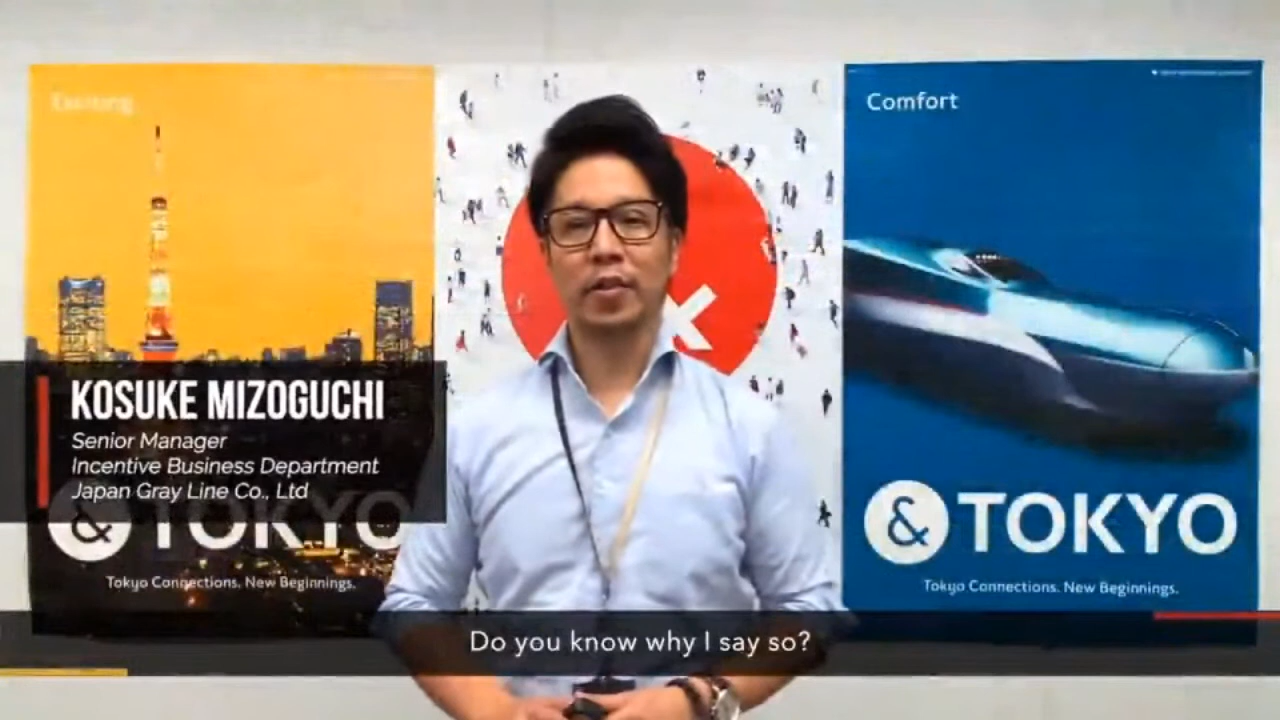 Exciting
Comfort
KOSUKE MIZOGUCHI
Senior Manager
Incentive Business Department
Japan Gray Line Co., Ltd
& TOKYO
Tokyo Connections. New Beginnings.
& TOKYO
Tokyo Connections. New Beginnings.
Do you know why I say so?